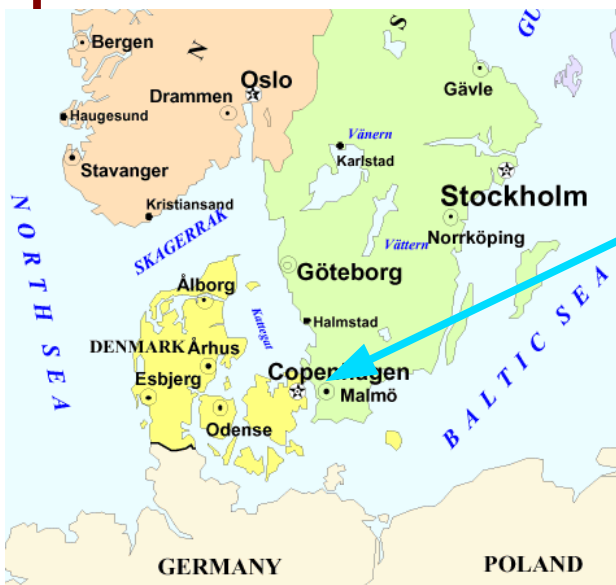 Bergen
N
S
GU
Oslo
Gävle
Drammen
Haugesund
Vänern
Karlstad
Stavanger
Stockholm
Kristiansand
Norrköping
Vättern
SKAGERRAK
NORTH SEA
Göteborg
Ålborg
Kattegat
Halmstad
DENMARK
Århus
Copenhagen
Esbjerg
Malmö
BALTIC SEA
Odense
GERMANY
POLAND